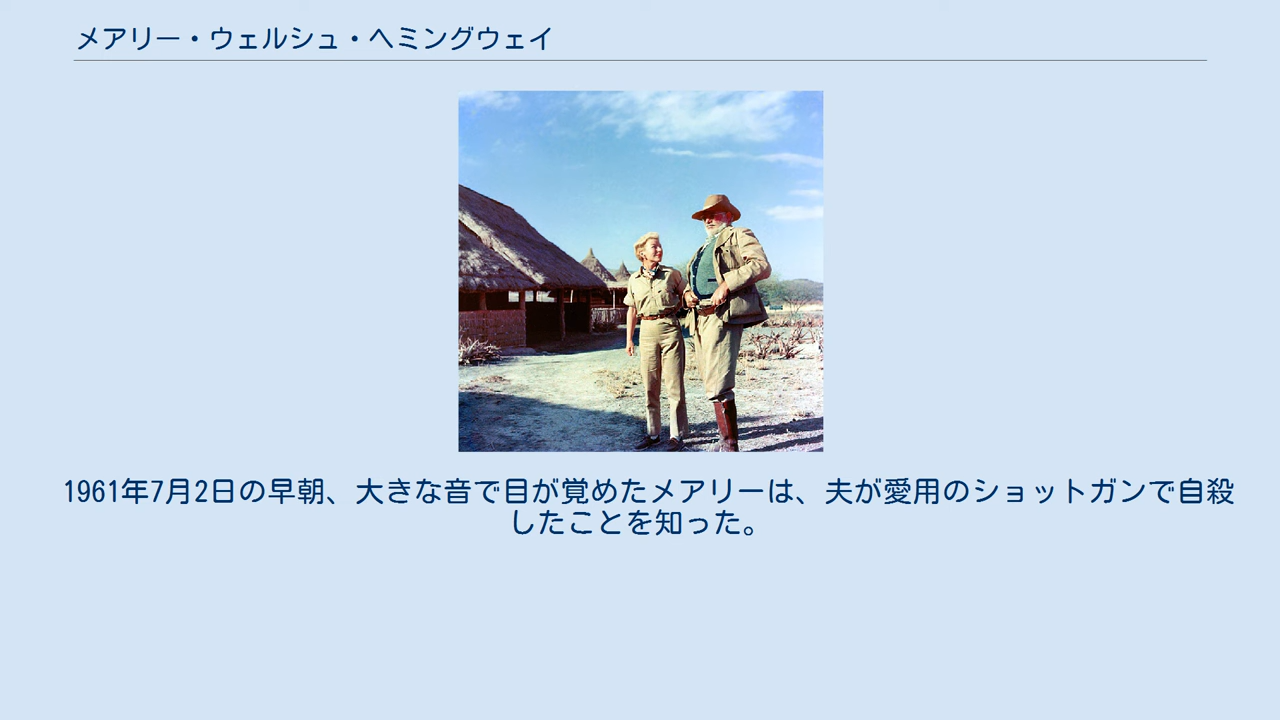 メアリー・ウェルシュ・ヘミングウェイ
1961年7月2日の早朝、大きな音で目が覚めたメアリーは、夫が愛用のショットガンで自殺
したことを知った。